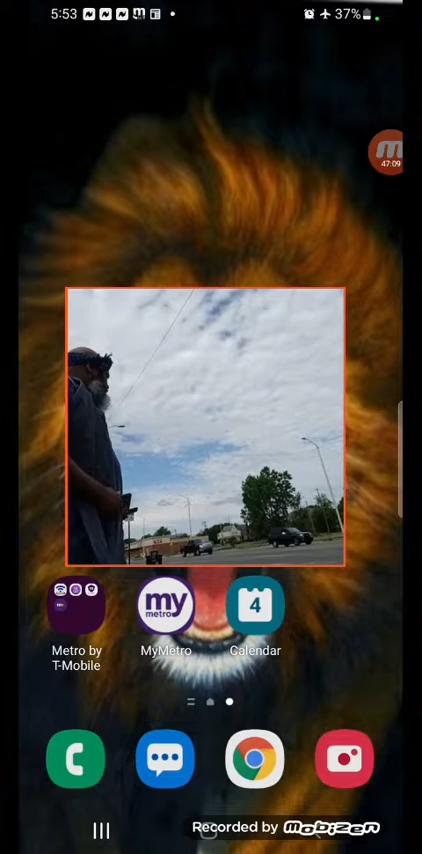 5:53
37%
47:09
my
metro
4
Metro by
T-Mobile
MyMetro
Calendar
Recorded by MOBIZEN